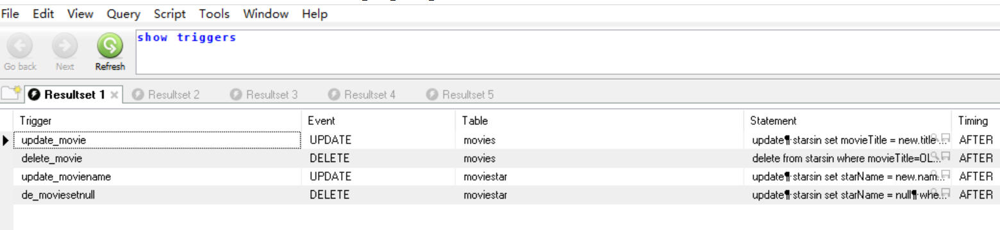 File Edit View Query Script Tools Window Help
show triggers
Go back Next Refresh
Resultset 1 Resultset 2 Resultset 3 Resultset 4 Resultset 5
Trigger Event Table Statement Timing
update_movie UPDATE movies update¶ starsin set movieTitle = new.title... AFTER
delete_movie DELETE movies delete from starsin where movieTitle=OL... AFTER
update_moviename UPDATE moviestar update¶ starsin set starName = new.nam... AFTER
de_moviesetnull DELETE moviestar update¶ starsin set starName = null¶ whe... AFTER